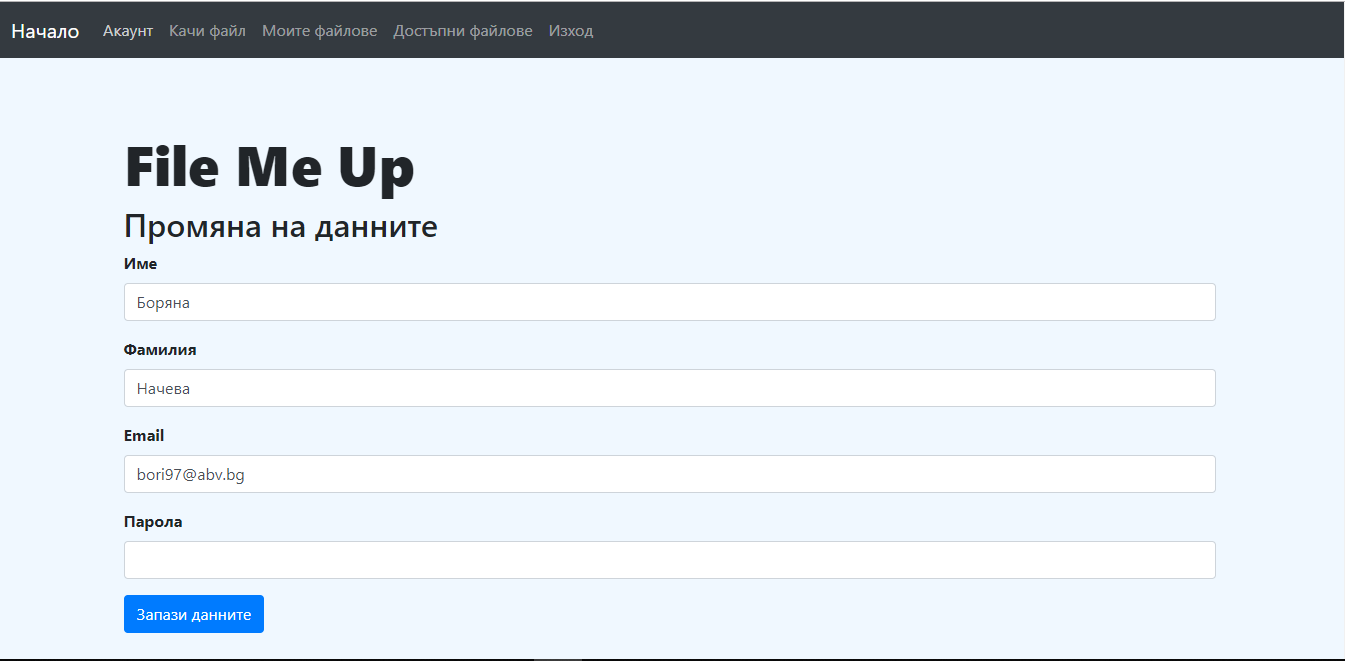 Начало Акаунт Качи файл Моите файлове Достъпни файлове Изход
File Me Up
Промяна на данните
Име
Боряна
Фамилия
Начева
Email
bori97@abv.bg
Парола
Запази данните